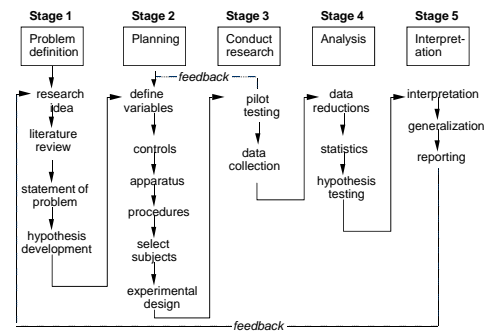 Stage 1
Problem
definition
research
idea
literature
review
statement of
problem
hypothesis
development
Stage 2
Planning
define
variables
controls
apparatus
procedures
select
subjects
experimental
design
Stage 3
Conduct
research
feedback
pilot
testing
data
collection
Stage 4
Analysis
data
reductions
statistics
hypothesis
testing
Stage 5
Interpret-
ation
interpretation
generalization
reporting
feedback